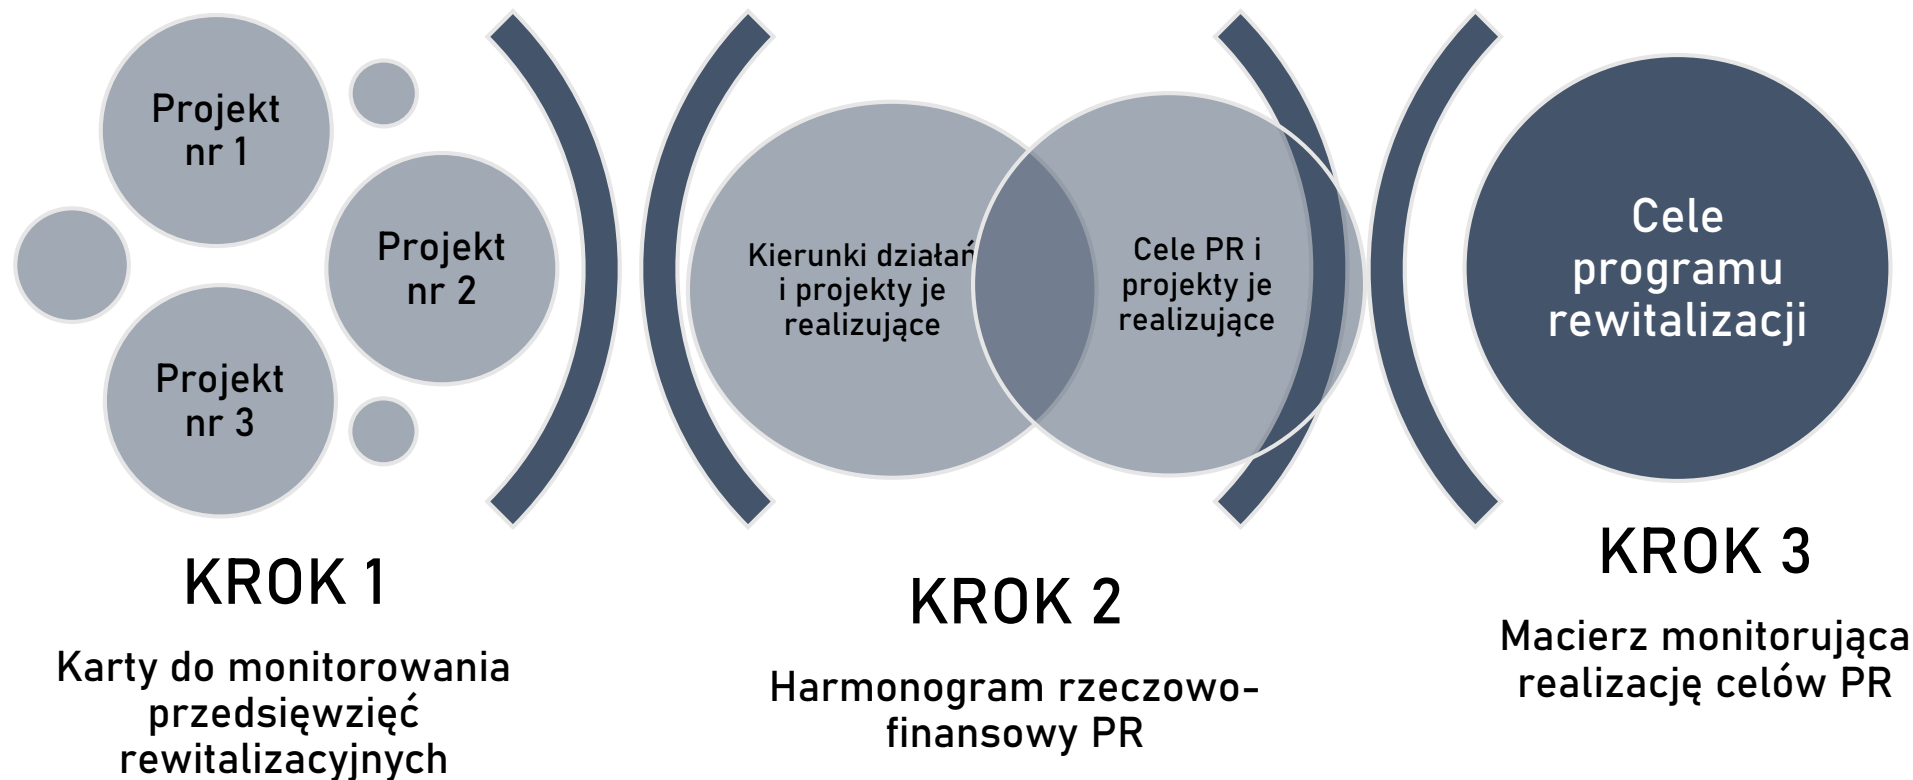 Projekt
nr 1
Projekt
nr 2
Projekt
nr 3
KROK 1
Karty do monitorowania
przedsięwzięć
rewitalizacyjnych
Kierunki działań
i projekty je
realizujące
Cele PR i
projekty je
realizujące
KROK 2
Harmonogram rzeczowo-
finansowy PR
Cele
programu
rewitalizacji
KROK 3
Macierz monitorująca
realizację celów PR